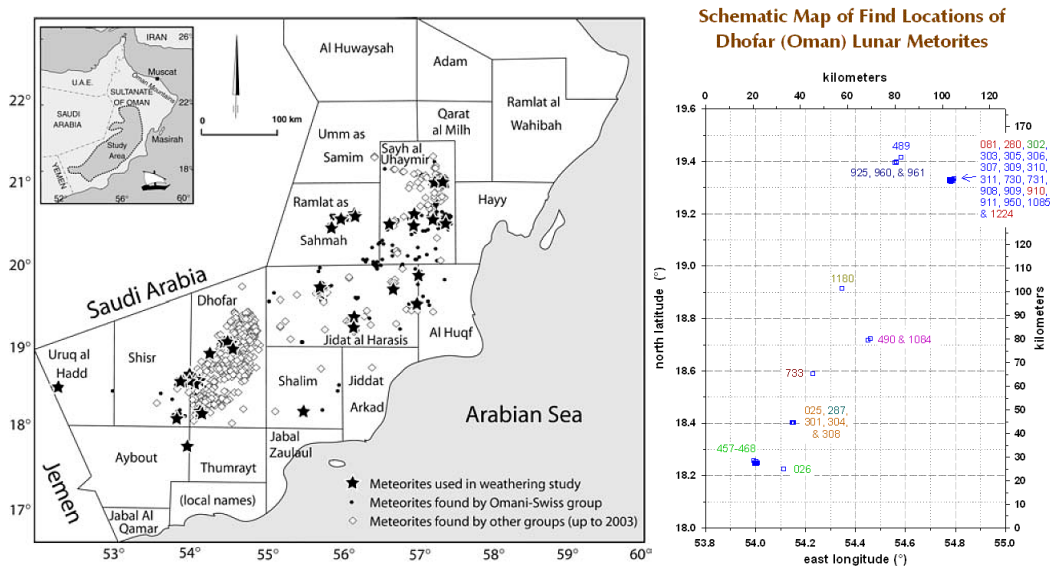 IRAN
26°
Muscat
Oman Mountains
U.A.E.
SULTANATE
OF OMAN
22°
SAUDI
ARABIA
Masirah
Study
Area
YEMEN
18°
52°
56°
60°
0
100 km
Al Huwaysah
Adam
Ramlat al
Wahibah
22°
Qarat
al Milh
Umm as
Samim
Sayh al
Uhaymir
21°
Ramlat as
Sahmah
Hayy
20°
Saudi Arabia
Dhofar
Al Huqf
Jidat al Harasis
19°
Uruq al
Hadd
Shisr
Shalim
Jiddat
Arkad
Arabian Sea
18°
Jabal
Zaulaul
Aybout
Thumrayt
Jemen
(local names)
17°
Jabal Al
Qamar
Meteorites used in weathering study
Meteorites found by Omani-Swiss group
Meteorites found by other groups (up to 2003)
53° 54° 55° 56° 57° 58° 59° 60°
Schematic Map of Find Locations of
Dhofar (Oman) Lunar Metorites
kilometers
0 20 40 60 80 100 120
19.6
19.4
19.2
19.0
18.8
18.6
18.4
18.2
18.0
north latitude (°)
489
925, 960, & 961
081, 280, 302,
303, 305, 306,
307, 309, 310,
311, 730, 731,
908, 909, 910,
911, 950, 1085
& 1224
1180
490 & 1084
733
025, 287,
301, 304,
& 308
457-468
026
170
160
150
120
110
100
90
80
70
60
50
40
30
20
10
0
kilometers
kilometers
53.8 54.0 54.2 54.4 54.6 54.8 55.0
east longitude (°)